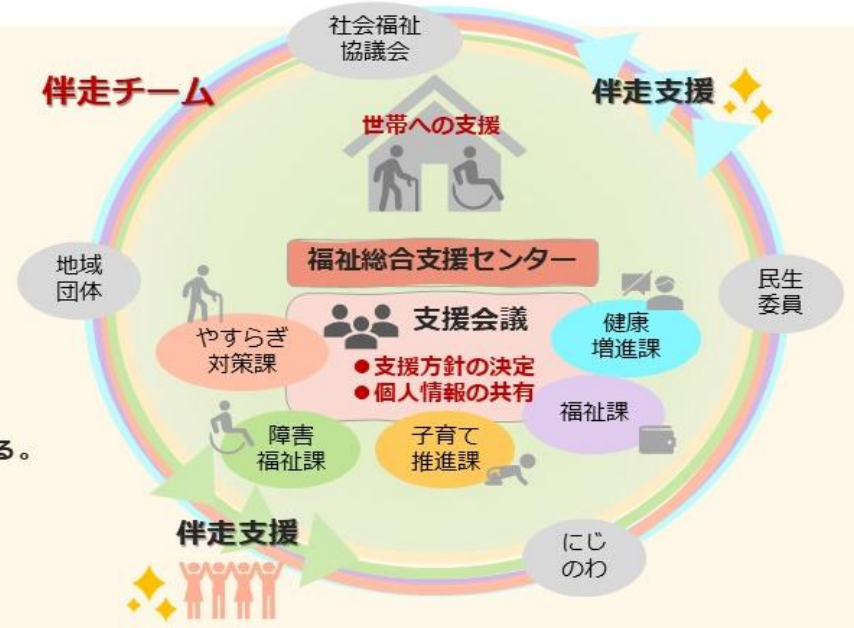 社会福祉
協議会
伴走チーム
伴走支援
世帯への支援
福祉総合支援センター
地域
団体
民生
委員
支援会議
●支援方針の決定
●個人情報の共有
やすらぎ
対策課
健康
増進課
福祉課
障害
福祉課
子育て
推進課
る。
伴走支援
にじ
のわ